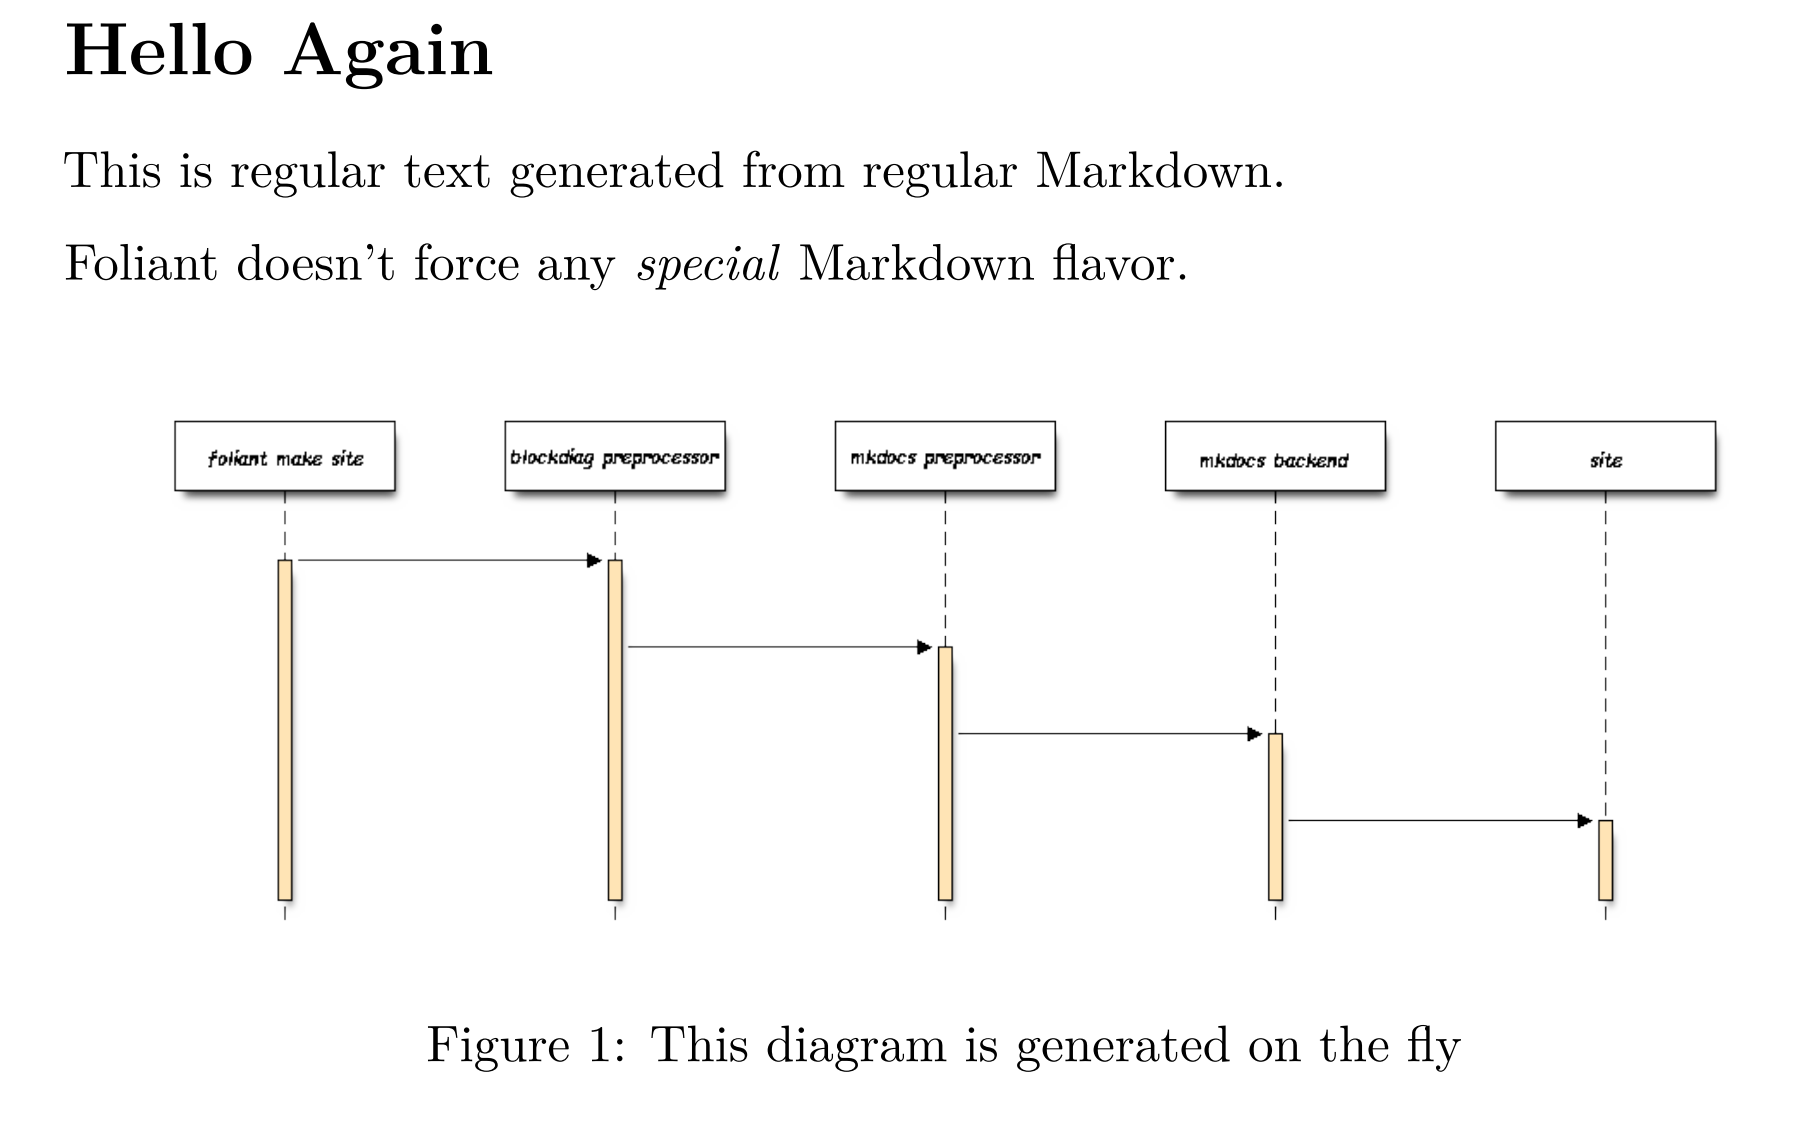 Hello Again
This is regular text generated from regular Markdown.
Foliant doesn’t force any special Markdown flavor.
foliant make site
blockdiag preprocessor
mkdocs preprocessor
mkdocs backend
site
Figure 1: This diagram is generated on the fly